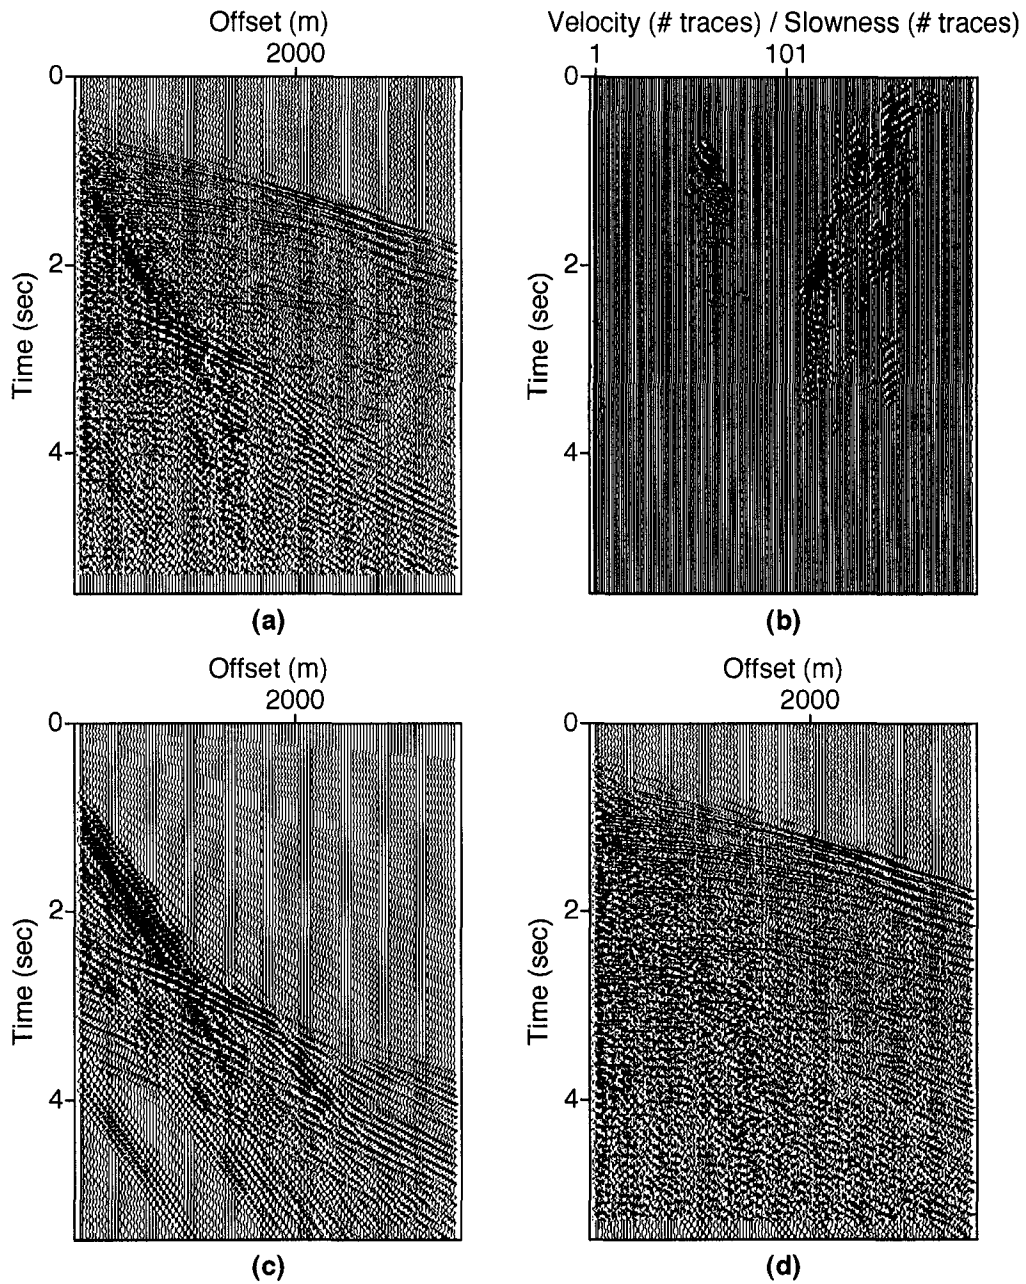 Offset (m)
2000
Velocity (# traces) / Slowness (# traces)
1 101
0
2
4
Time (sec)
0
2
4
Time (sec)
(a)
(b)
Offset (m)
2000
Offset (m)
2000
0
2
4
Time (sec)
0
2
4
Time (sec)
(c)
(d)